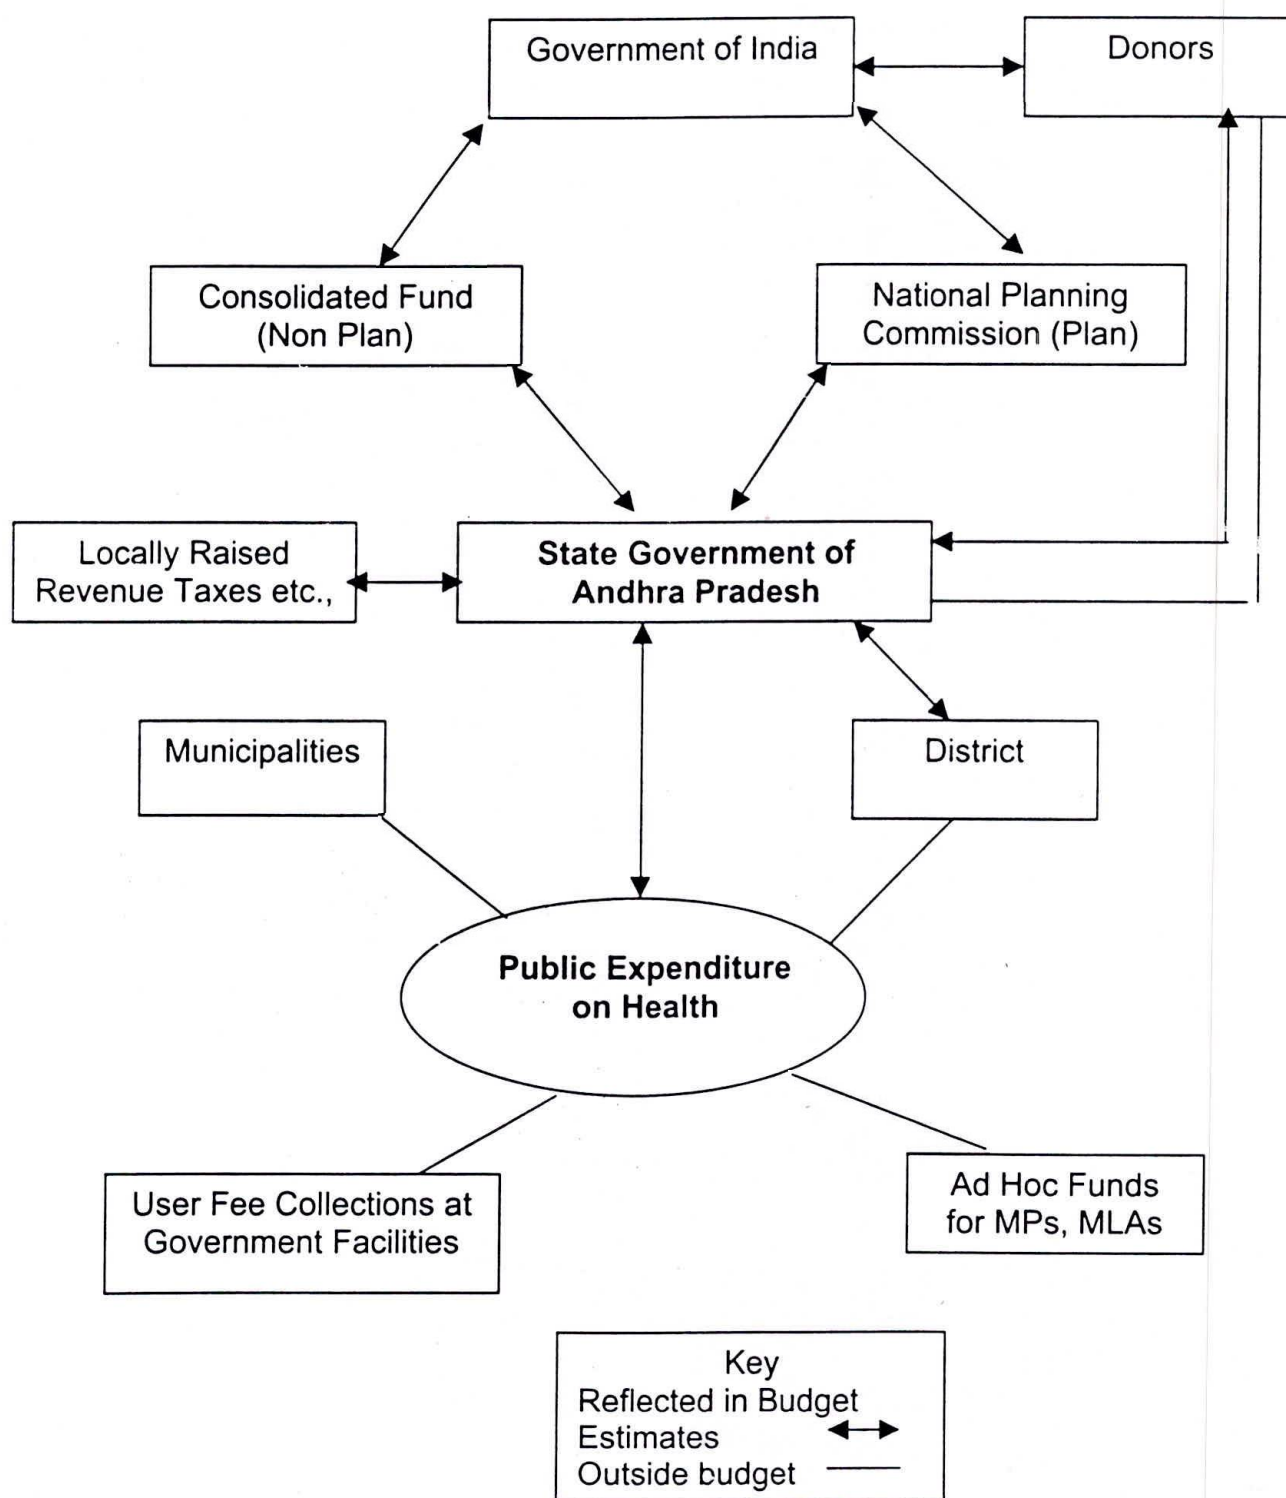 Government of India
Donors
Consolidated Fund
(Non Plan)
National Planning
Commission (Plan)
Locally Raised
Revenue Taxes etc.,
State Government of
Andhra Pradesh
Municipalities
District
Public Expenditure
on Health
User Fee Collections at
Government Facilities
Ad Hoc Funds
for MPs, MLAs
Key
Reflected in Budget
Estimates
Outside budget